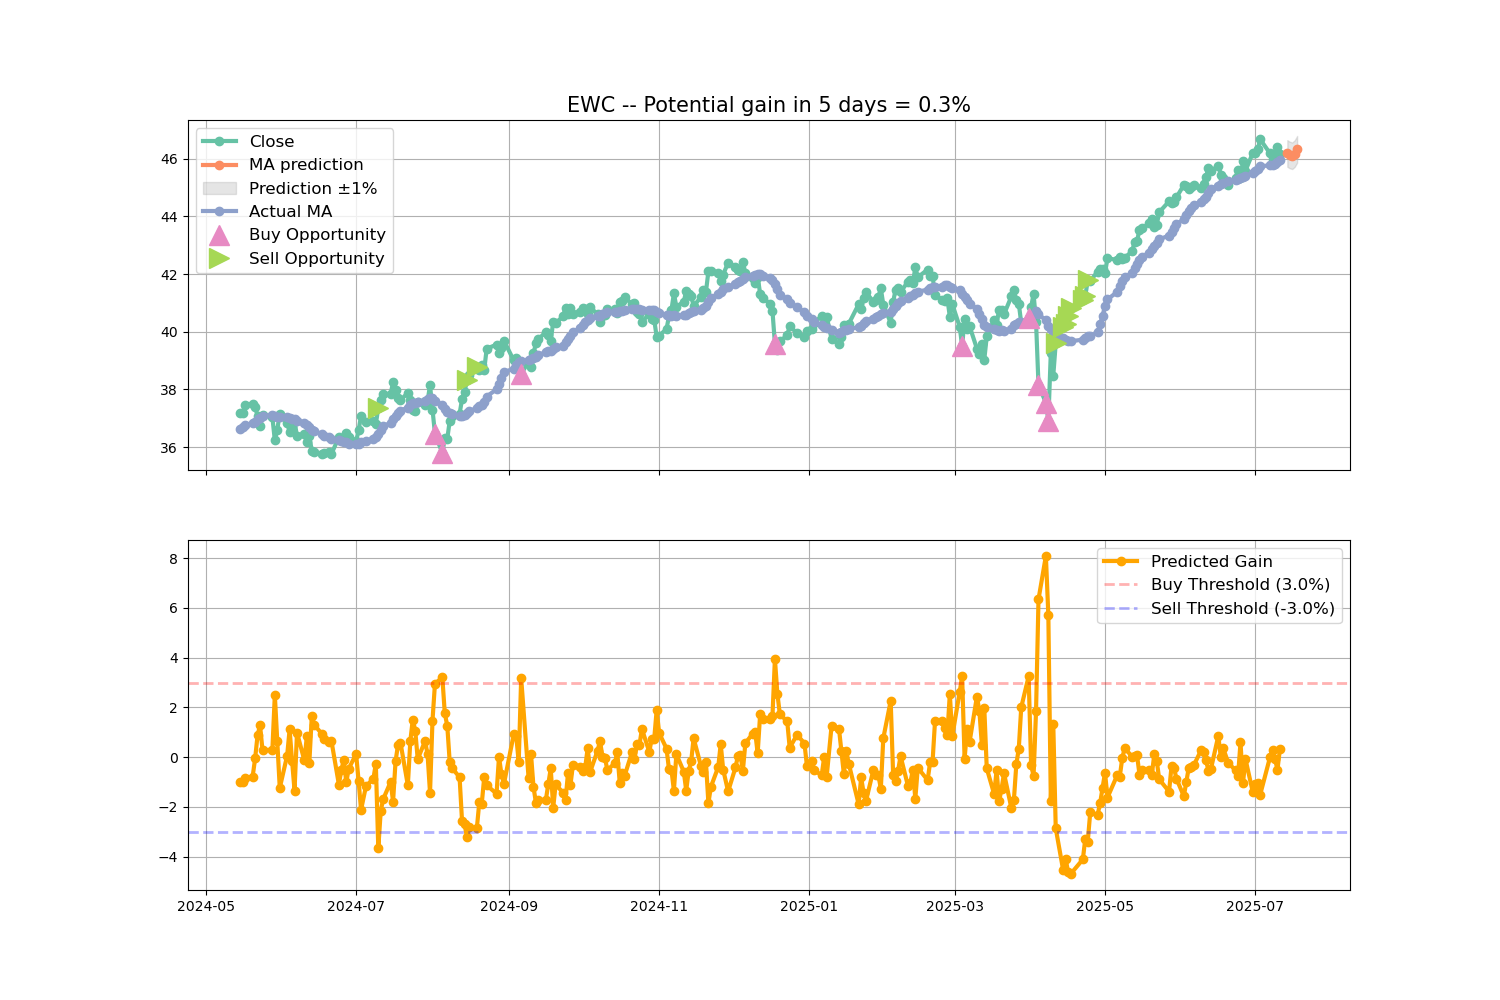 EWC -- Potential gain in 5 days = 0.3%
Close
MA prediction
Prediction ±1%
Actual MA
Buy Opportunity
Sell Opportunity
46
44
42
40
38
36
Predicted Gain
Buy Threshold (3.0%)
Sell Threshold (-3.0%)
8
6
4
2
0
−2
−4
2024-05
2024-07
2024-09
2024-11
2025-01
2025-03
2025-05
2025-07